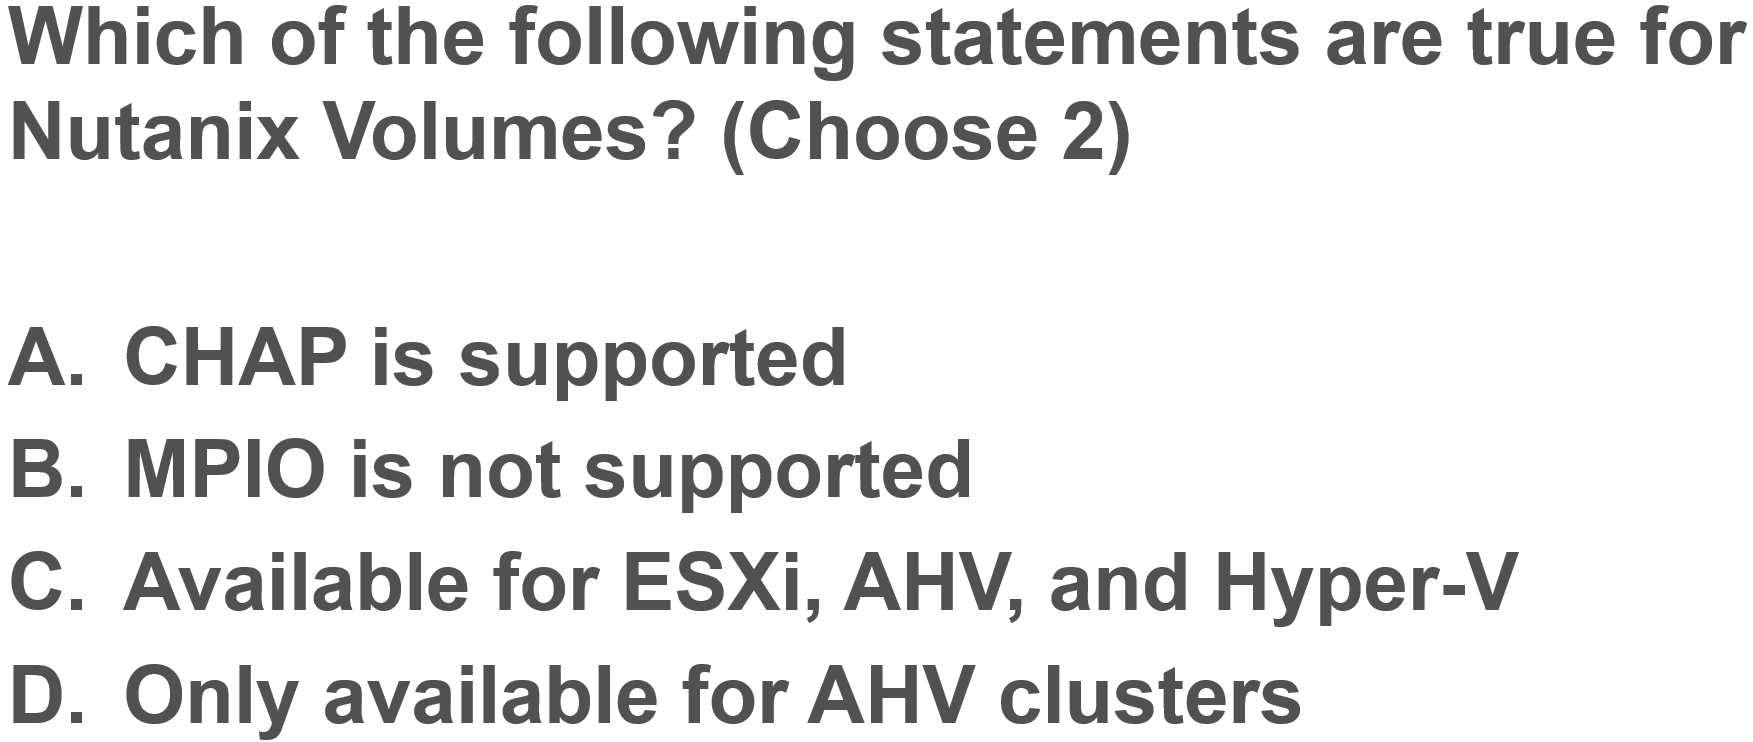 Which of the following statements are true for
Nutanix Volumes? (Choose 2)
A. CHAP is supported
B. MPIO is not supported
C. Available for ESXi, AHV, and Hyper-V
D. Only available for AHV clusters